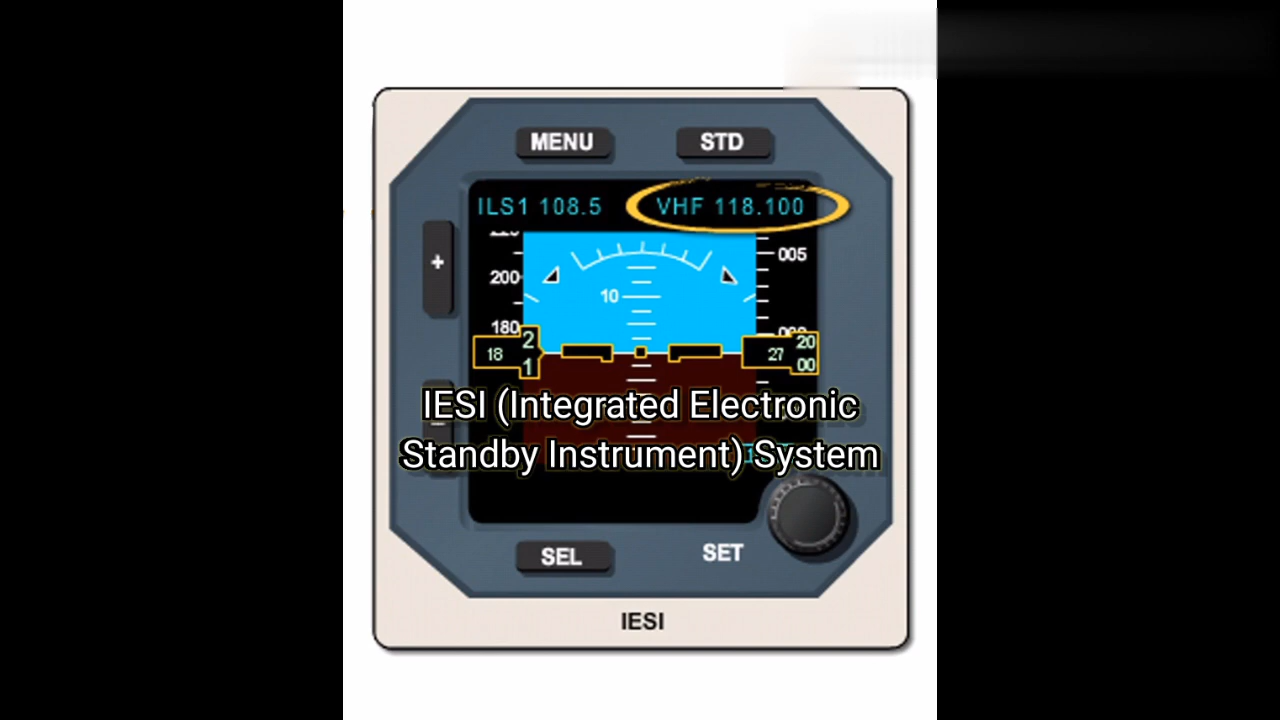 MENU STD
ILS1 108.5 VHF 118.100
+
005
200
10
180
2 20
18 27
1 00
IESI (Integrated Electronic
Standby Instrument) System
SEL SET
IESI